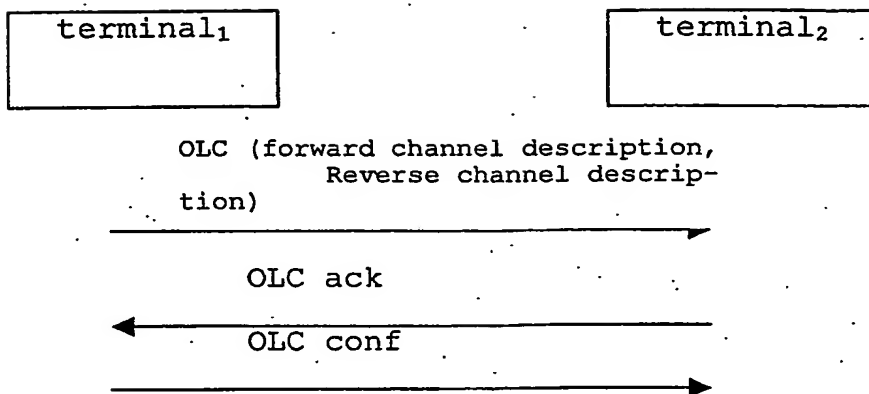 terminal₁
terminal₂
OLC (forward channel description,
Reverse channel descrip-
tion)
OLC ack
OLC conf